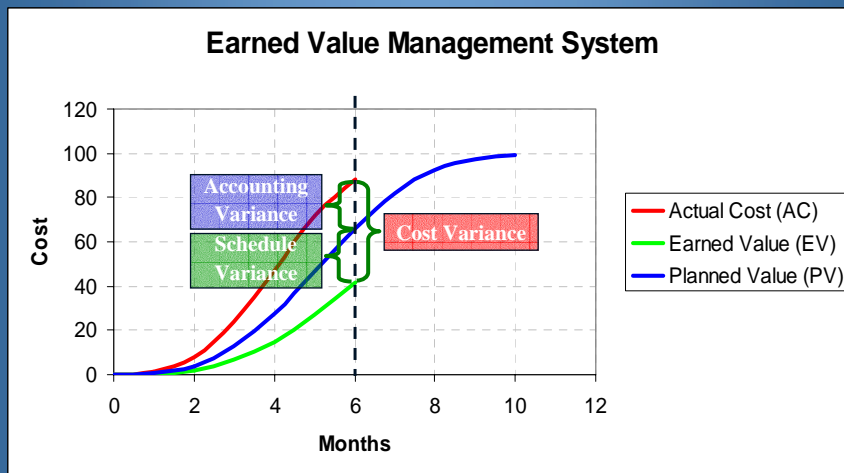 Earned Value Management System
120
100
80
60
40
20
0
Cost
Accounting
Variance
Schedule
Variance
Cost Variance
Actual Cost (AC)
Earned Value (EV)
Planned Value (PV)
0 2 4 6 8 10 12
Months